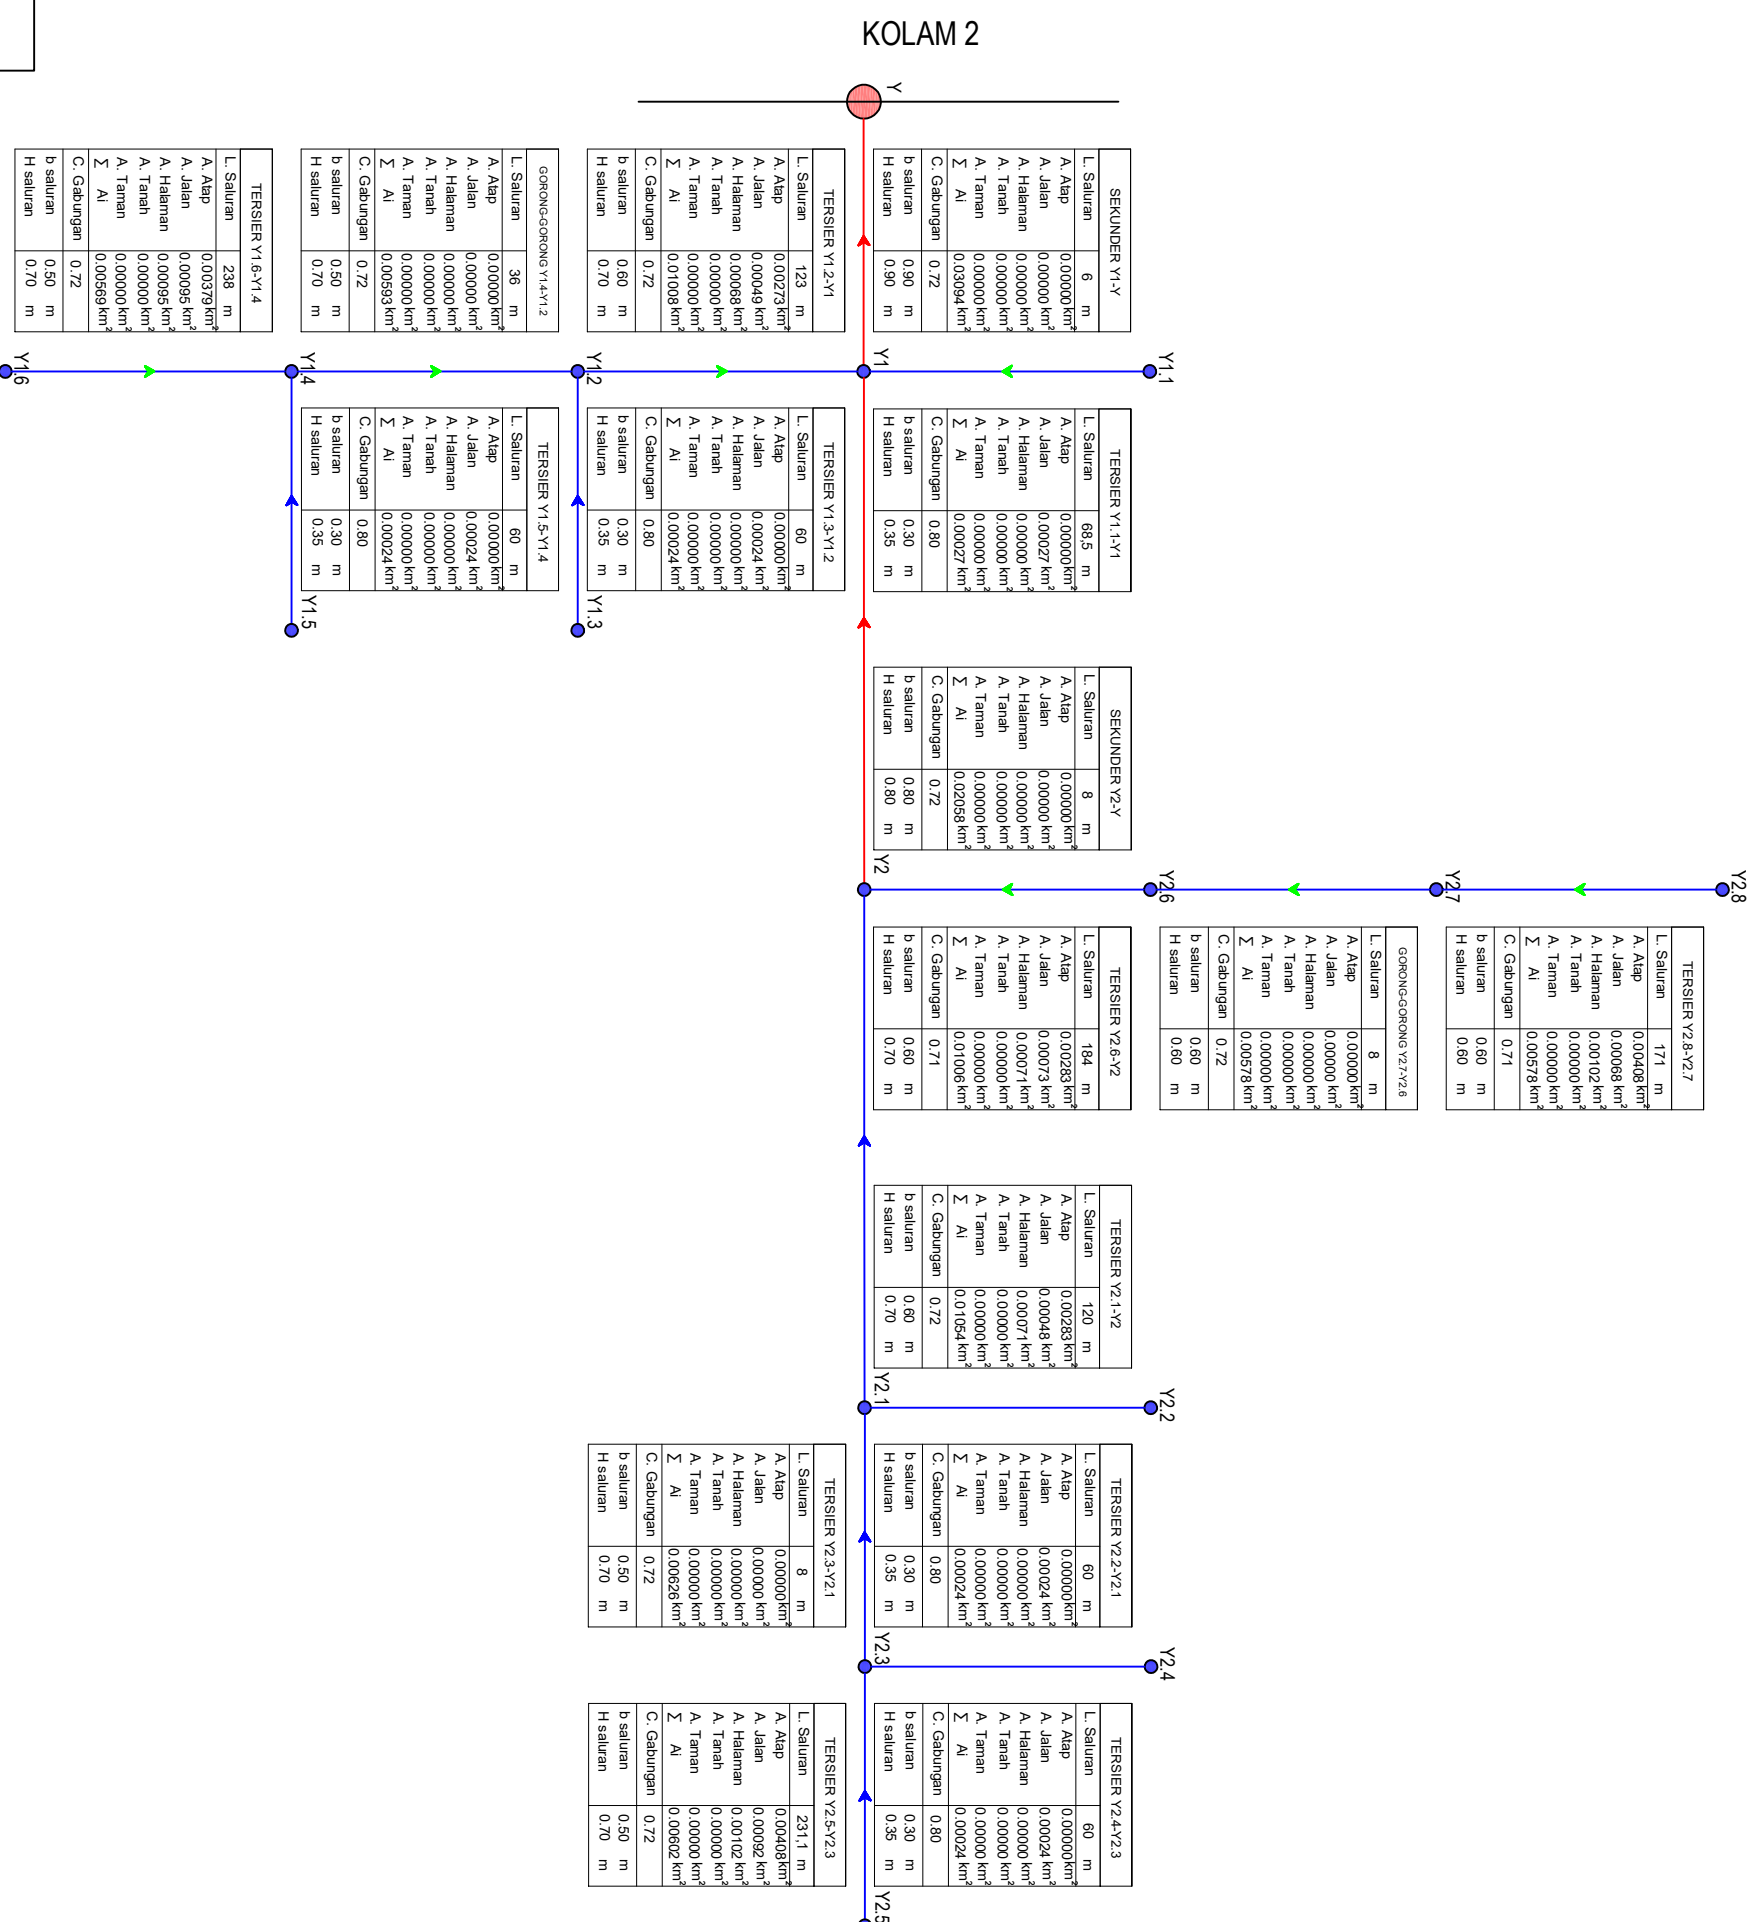 KOLAM 2
Y
SEKUNDER Y1-Y
L. Saluran 6 m
A. Atap 0.00000 km²
A. Jalan 0.00000 km²
A. Halaman 0.00000 km²
A. Tanah 0.00000 km²
A. Taman 0.00000 km²
Σ Ai 0.03094 km²
C. Gabungan 0.72
b saluran 0.90 m
H saluran 0.90 m
TERSIER Y1.2-Y1
L. Saluran 123 m
A. Atap 0.00273 km²
A. Jalan 0.00049 km²
A. Halaman 0.00068 km²
A. Tanah 0.00000 km²
A. Taman 0.00000 km²
Σ Ai 0.01008 km²
C. Gabungan 0.72
b saluran 0.60 m
H saluran 0.70 m
GORONG-GORONG Y1.4-Y1.2
L. Saluran 36 m
A. Atap 0.00000 km²
A. Jalan 0.00000 km²
A. Halaman 0.00000 km²
A. Tanah 0.00000 km²
A. Taman 0.00000 km²
Σ Ai 0.00593 km²
C. Gabungan 0.72
b saluran 0.50 m
H saluran 0.70 m
TERSIER Y1.6-Y1.4
L. Saluran 238 m
A. Atap 0.00379 km²
A. Jalan 0.00095 km²
A. Halaman 0.00095 km²
A. Tanah 0.00000 km²
A. Taman 0.00000 km²
Σ Ai 0.00569 km²
C. Gabungan 0.72
b saluran 0.50 m
H saluran 0.70 m
Y1.1
Y1
Y1.2
Y1.4
Y1.6
TERSIER Y1.1-Y1
L. Saluran 68,5 m
A. Atap 0.00000 km²
A. Jalan 0.00027 km²
A. Halaman 0.00000 km²
A. Tanah 0.00000 km²
A. Taman 0.00000 km²
Σ Ai 0.00027 km²
C. Gabungan 0.80
b saluran 0.30 m
H saluran 0.35 m
TERSIER Y1.3-Y1.2
L. Saluran 60 m
A. Atap 0.00000 km²
A. Jalan 0.00024 km²
A. Halaman 0.00000 km²
A. Tanah 0.00000 km²
A. Taman 0.00000 km²
Σ Ai 0.00024 km²
C. Gabungan 0.80
b saluran 0.30 m
H saluran 0.35 m
TERSIER Y1.5-Y1.4
L. Saluran 60 m
A. Atap 0.00000 km²
A. Jalan 0.00024 km²
A. Halaman 0.00000 km²
A. Tanah 0.00000 km²
A. Taman 0.00000 km²
Σ Ai 0.00024 km²
C. Gabungan 0.80
b saluran 0.30 m
H saluran 0.35 m
Y1.3
Y1.5
SEKUNDER Y2-Y
L. Saluran 8 m
A. Atap 0.00000 km²
A. Jalan 0.00000 km²
A. Halaman 0.00000 km²
A. Tanah 0.00000 km²
A. Taman 0.00000 km²
Σ Ai 0.02058 km²
C. Gabungan 0.72
b saluran 0.80 m
H saluran 0.80 m
Y2.8
Y2.7
Y2.6
Y2
TERSIER Y2.8-Y2.7
L. Saluran 171 m
A. Atap 0.00408 km²
A. Jalan 0.00068 km²
A. Halaman 0.00102 km²
A. Tanah 0.00000 km²
A. Taman 0.00000 km²
Σ Ai 0.00578 km²
C. Gabungan 0.71
b saluran 0.60 m
H saluran 0.60 m
GORONG-GORONG Y2.7-Y2.6
L. Saluran 8 m
A. Atap 0.00000 km²
A. Jalan 0.00000 km²
A. Halaman 0.00000 km²
A. Tanah 0.00000 km²
A. Taman 0.00000 km²
Σ Ai 0.00578 km²
C. Gabungan 0.72
b saluran 0.60 m
H saluran 0.60 m
TERSIER Y2.6-Y2
L. Saluran 184 m
A. Atap 0.00283 km²
A. Jalan 0.00073 km²
A. Halaman 0.00071 km²
A. Tanah 0.00000 km²
A. Taman 0.00000 km²
Σ Ai 0.01006 km²
C. Gabungan 0.71
b saluran 0.60 m
H saluran 0.70 m
TERSIER Y2.1-Y2
L. Saluran 120 m
A. Atap 0.00283 km²
A. Jalan 0.00048 km²
A. Halaman 0.00071 km²
A. Tanah 0.00000 km²
A. Taman 0.00000 km²
Σ Ai 0.01054 km²
C. Gabungan 0.72
b saluran 0.60 m
H saluran 0.70 m
Y2.2
Y2.1
TERSIER Y2.2-Y2.1
L. Saluran 60 m
A. Atap 0.00000 km²
A. Jalan 0.00024 km²
A. Halaman 0.00000 km²
A. Tanah 0.00000 km²
A. Taman 0.00000 km²
Σ Ai 0.00024 km²
C. Gabungan 0.80
b saluran 0.30 m
H saluran 0.35 m
TERSIER Y2.3-Y2.1
L. Saluran 8 m
A. Atap 0.00000 km²
A. Jalan 0.00000 km²
A. Halaman 0.00000 km²
A. Tanah 0.00000 km²
A. Taman 0.00000 km²
Σ Ai 0.00626 km²
C. Gabungan 0.72
b saluran 0.50 m
H saluran 0.70 m
Y2.4
Y2.3
TERSIER Y2.4-Y2.3
L. Saluran 60 m
A. Atap 0.00000 km²
A. Jalan 0.00024 km²
A. Halaman 0.00000 km²
A. Tanah 0.00000 km²
A. Taman 0.00000 km²
Σ Ai 0.00024 km²
C. Gabungan 0.80
b saluran 0.30 m
H saluran 0.35 m
TERSIER Y2.5-Y2.3
L. Saluran 231,1 m
A. Atap 0.00408 km²
A. Jalan 0.00092 km²
A. Halaman 0.00102 km²
A. Tanah 0.00000 km²
A. Taman 0.00000 km²
Σ Ai 0.00602 km²
C. Gabungan 0.72
b saluran 0.50 m
H saluran 0.70 m
Y2.5